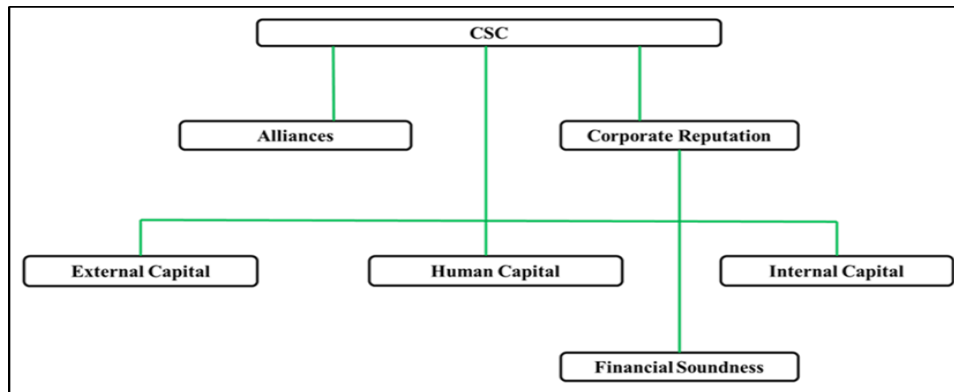 CSC
Alliances
Corporate Reputation
External Capital
Human Capital
Internal Capital
Financial Soundness